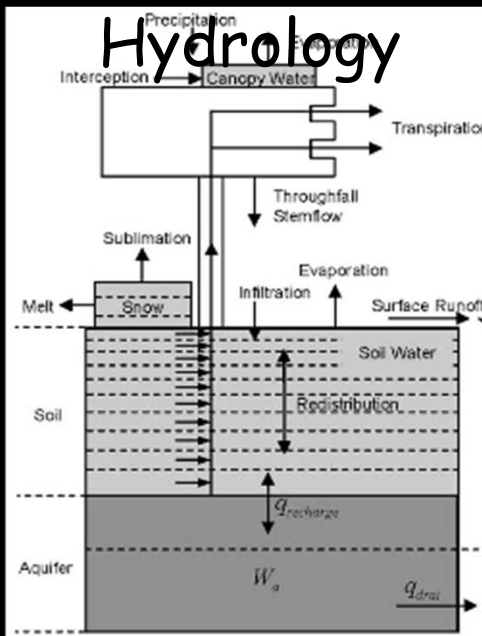 Hydrology
Precipitation
Evaporation
Interception
Canopy Water
Transpiration
Throughfall
Stemflow
Sublimation
Evaporation
Melt
Snow
Infiltration
Surface Runoff
Soil Water
Soil
Redistribution
q recharge
Aquifer
W a
q drai